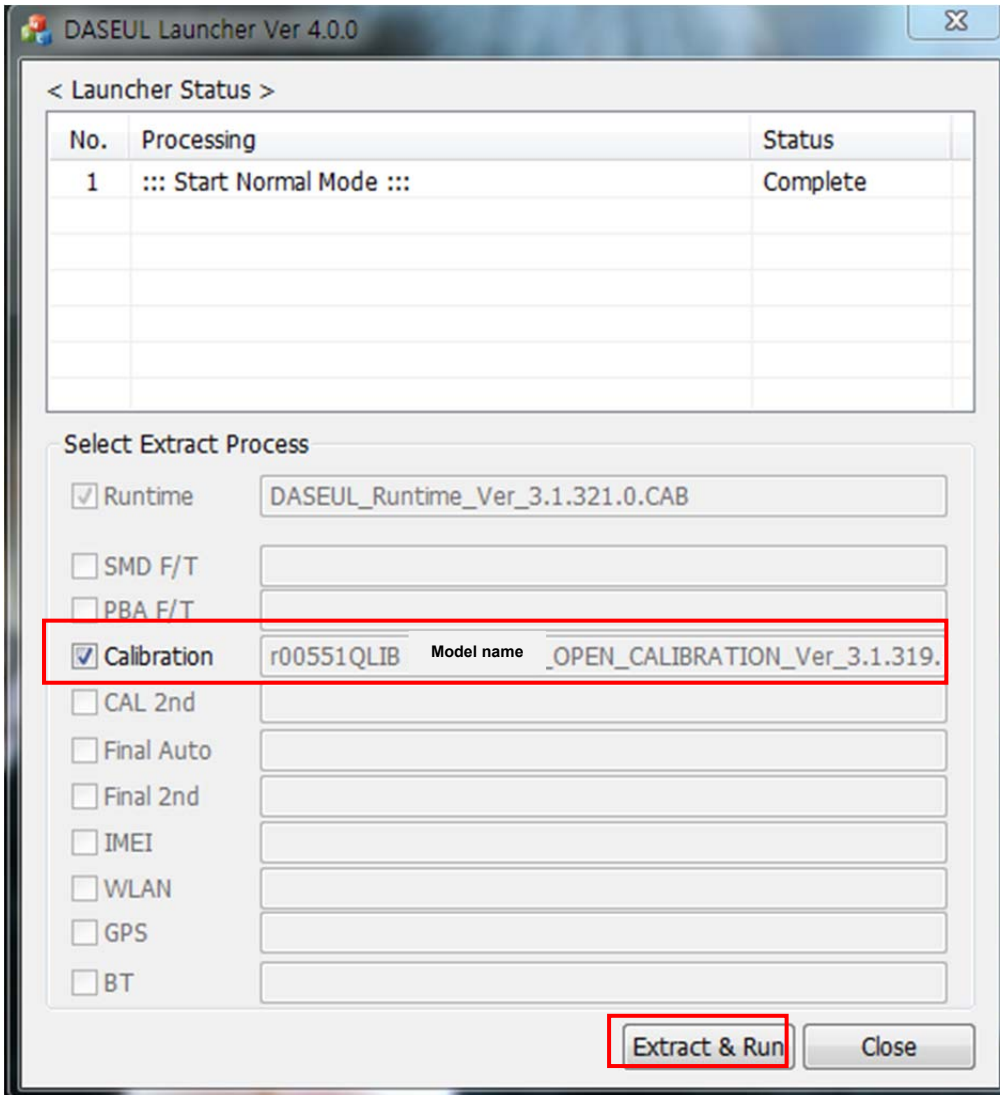 DASEUL Launcher Ver 4.0.0
< Launcher Status >
No. Processing Status
1 ::: Start Normal Mode ::: Complete
Select Extract Process
Runtime DASEUL_Runtime_Ver_3.1.321.0.CAB
SMD F/T
PBA F/T
Calibration r00551QLIB Model name _OPEN_CALIBRATION_Ver_3.1.319.
CAL 2nd
Final Auto
Final 2nd
IMEI
WLAN
GPS
BT
Extract & Run Close